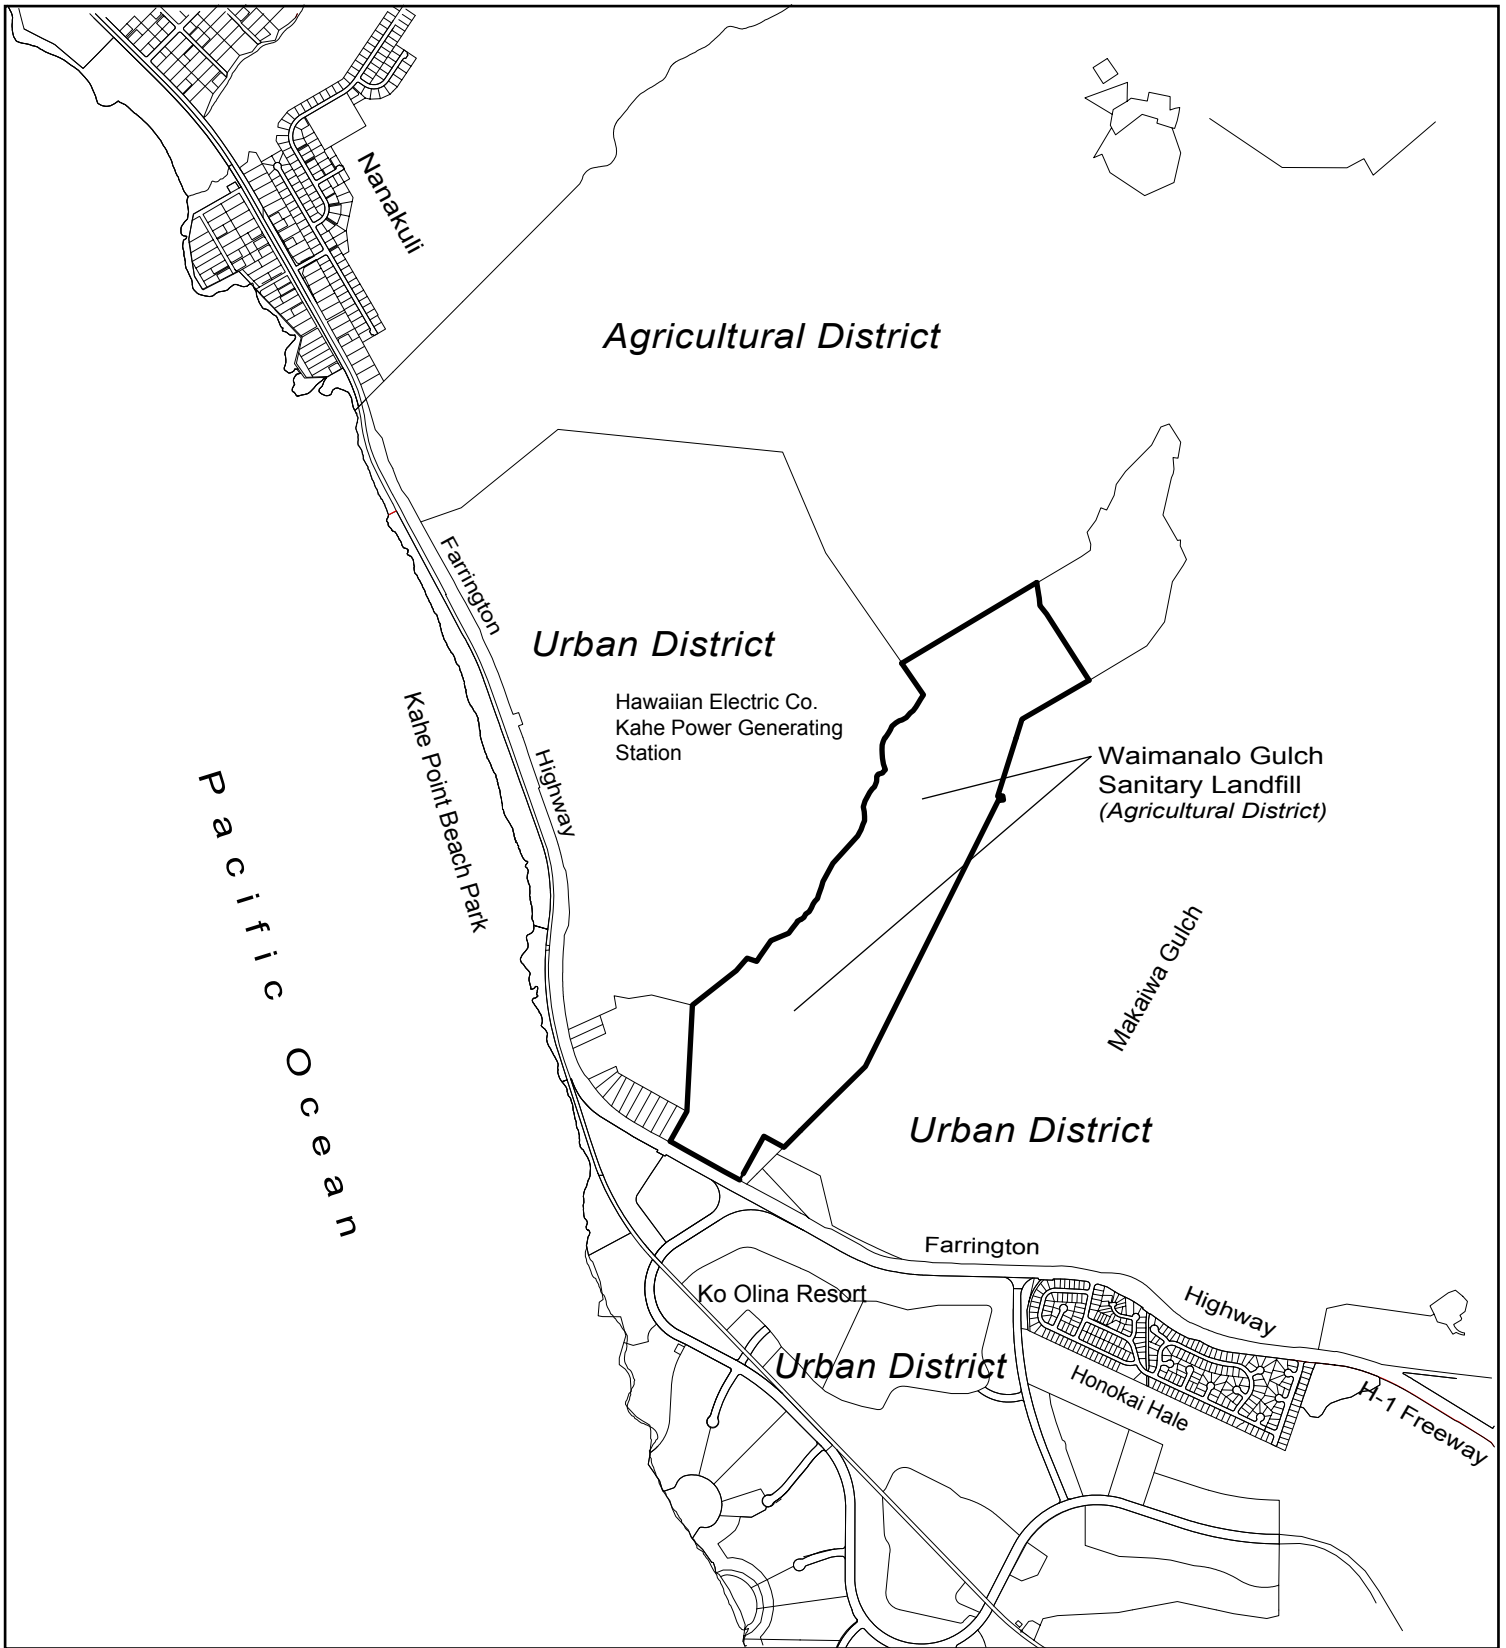 Nanakuli
Agricultural District
Farrington
Highway
Urban District
Hawaiian Electric Co.
Kahe Power Generating
Station
Kahe Point Beach Park
Pacific Ocean
Waimanalo Gulch
Sanitary Landfill
(Agricultural District)
Makaiwa Gulch
Urban District
Farrington
Highway
Ko Olina Resort
Urban District
Honokai Hale
H-1 Freeway